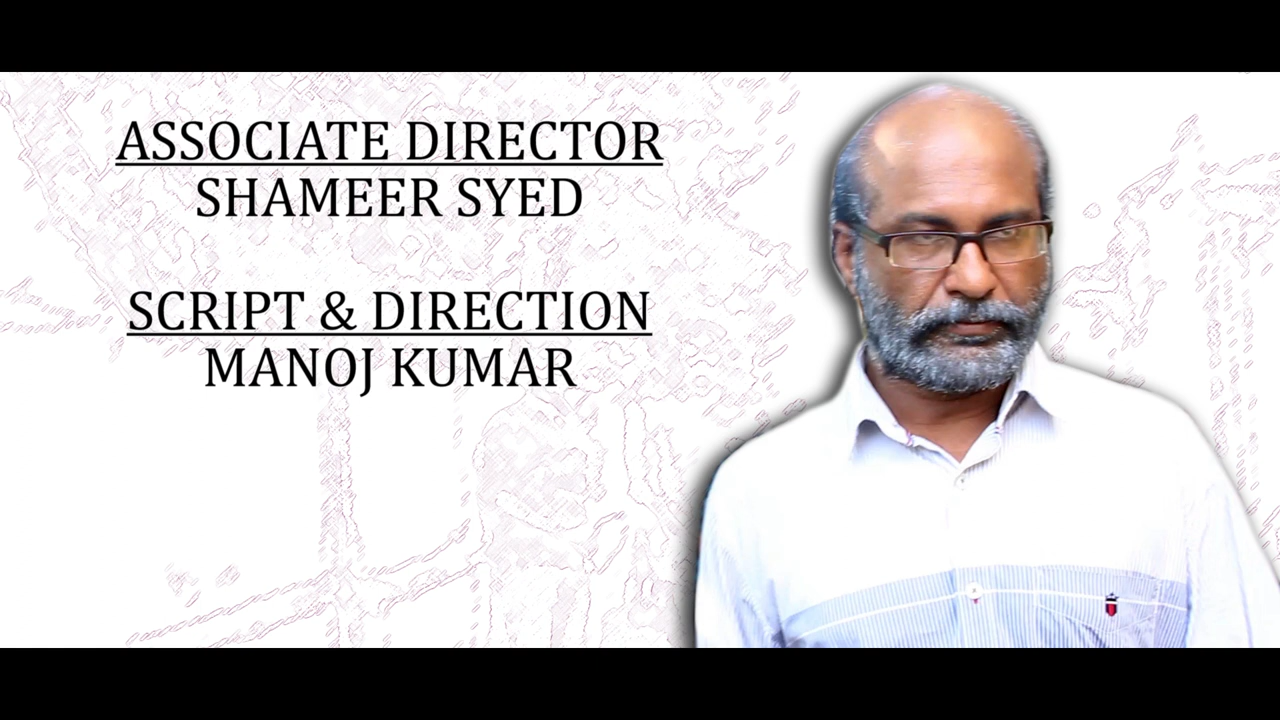 ASSOCIATE DIRECTOR
SHAMEER SYED
SCRIPT & DIRECTION
MANOJ KUMAR